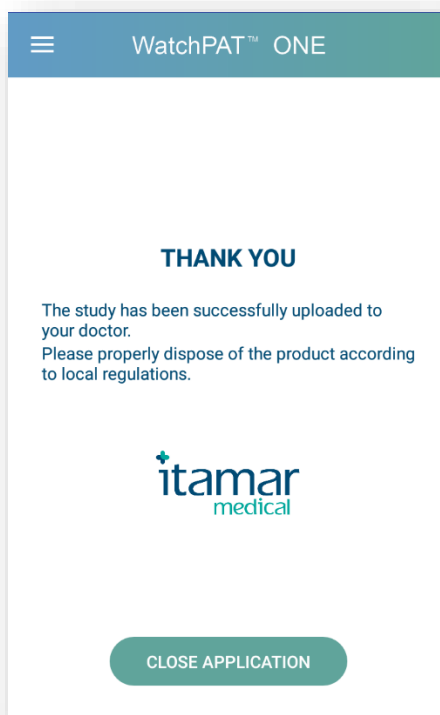 WatchPAT™ ONE
THANK YOU
The study has been successfully uploaded to
your doctor.
Please properly dispose of the product according
to local regulations.
itamar
medical
CLOSE APPLICATION